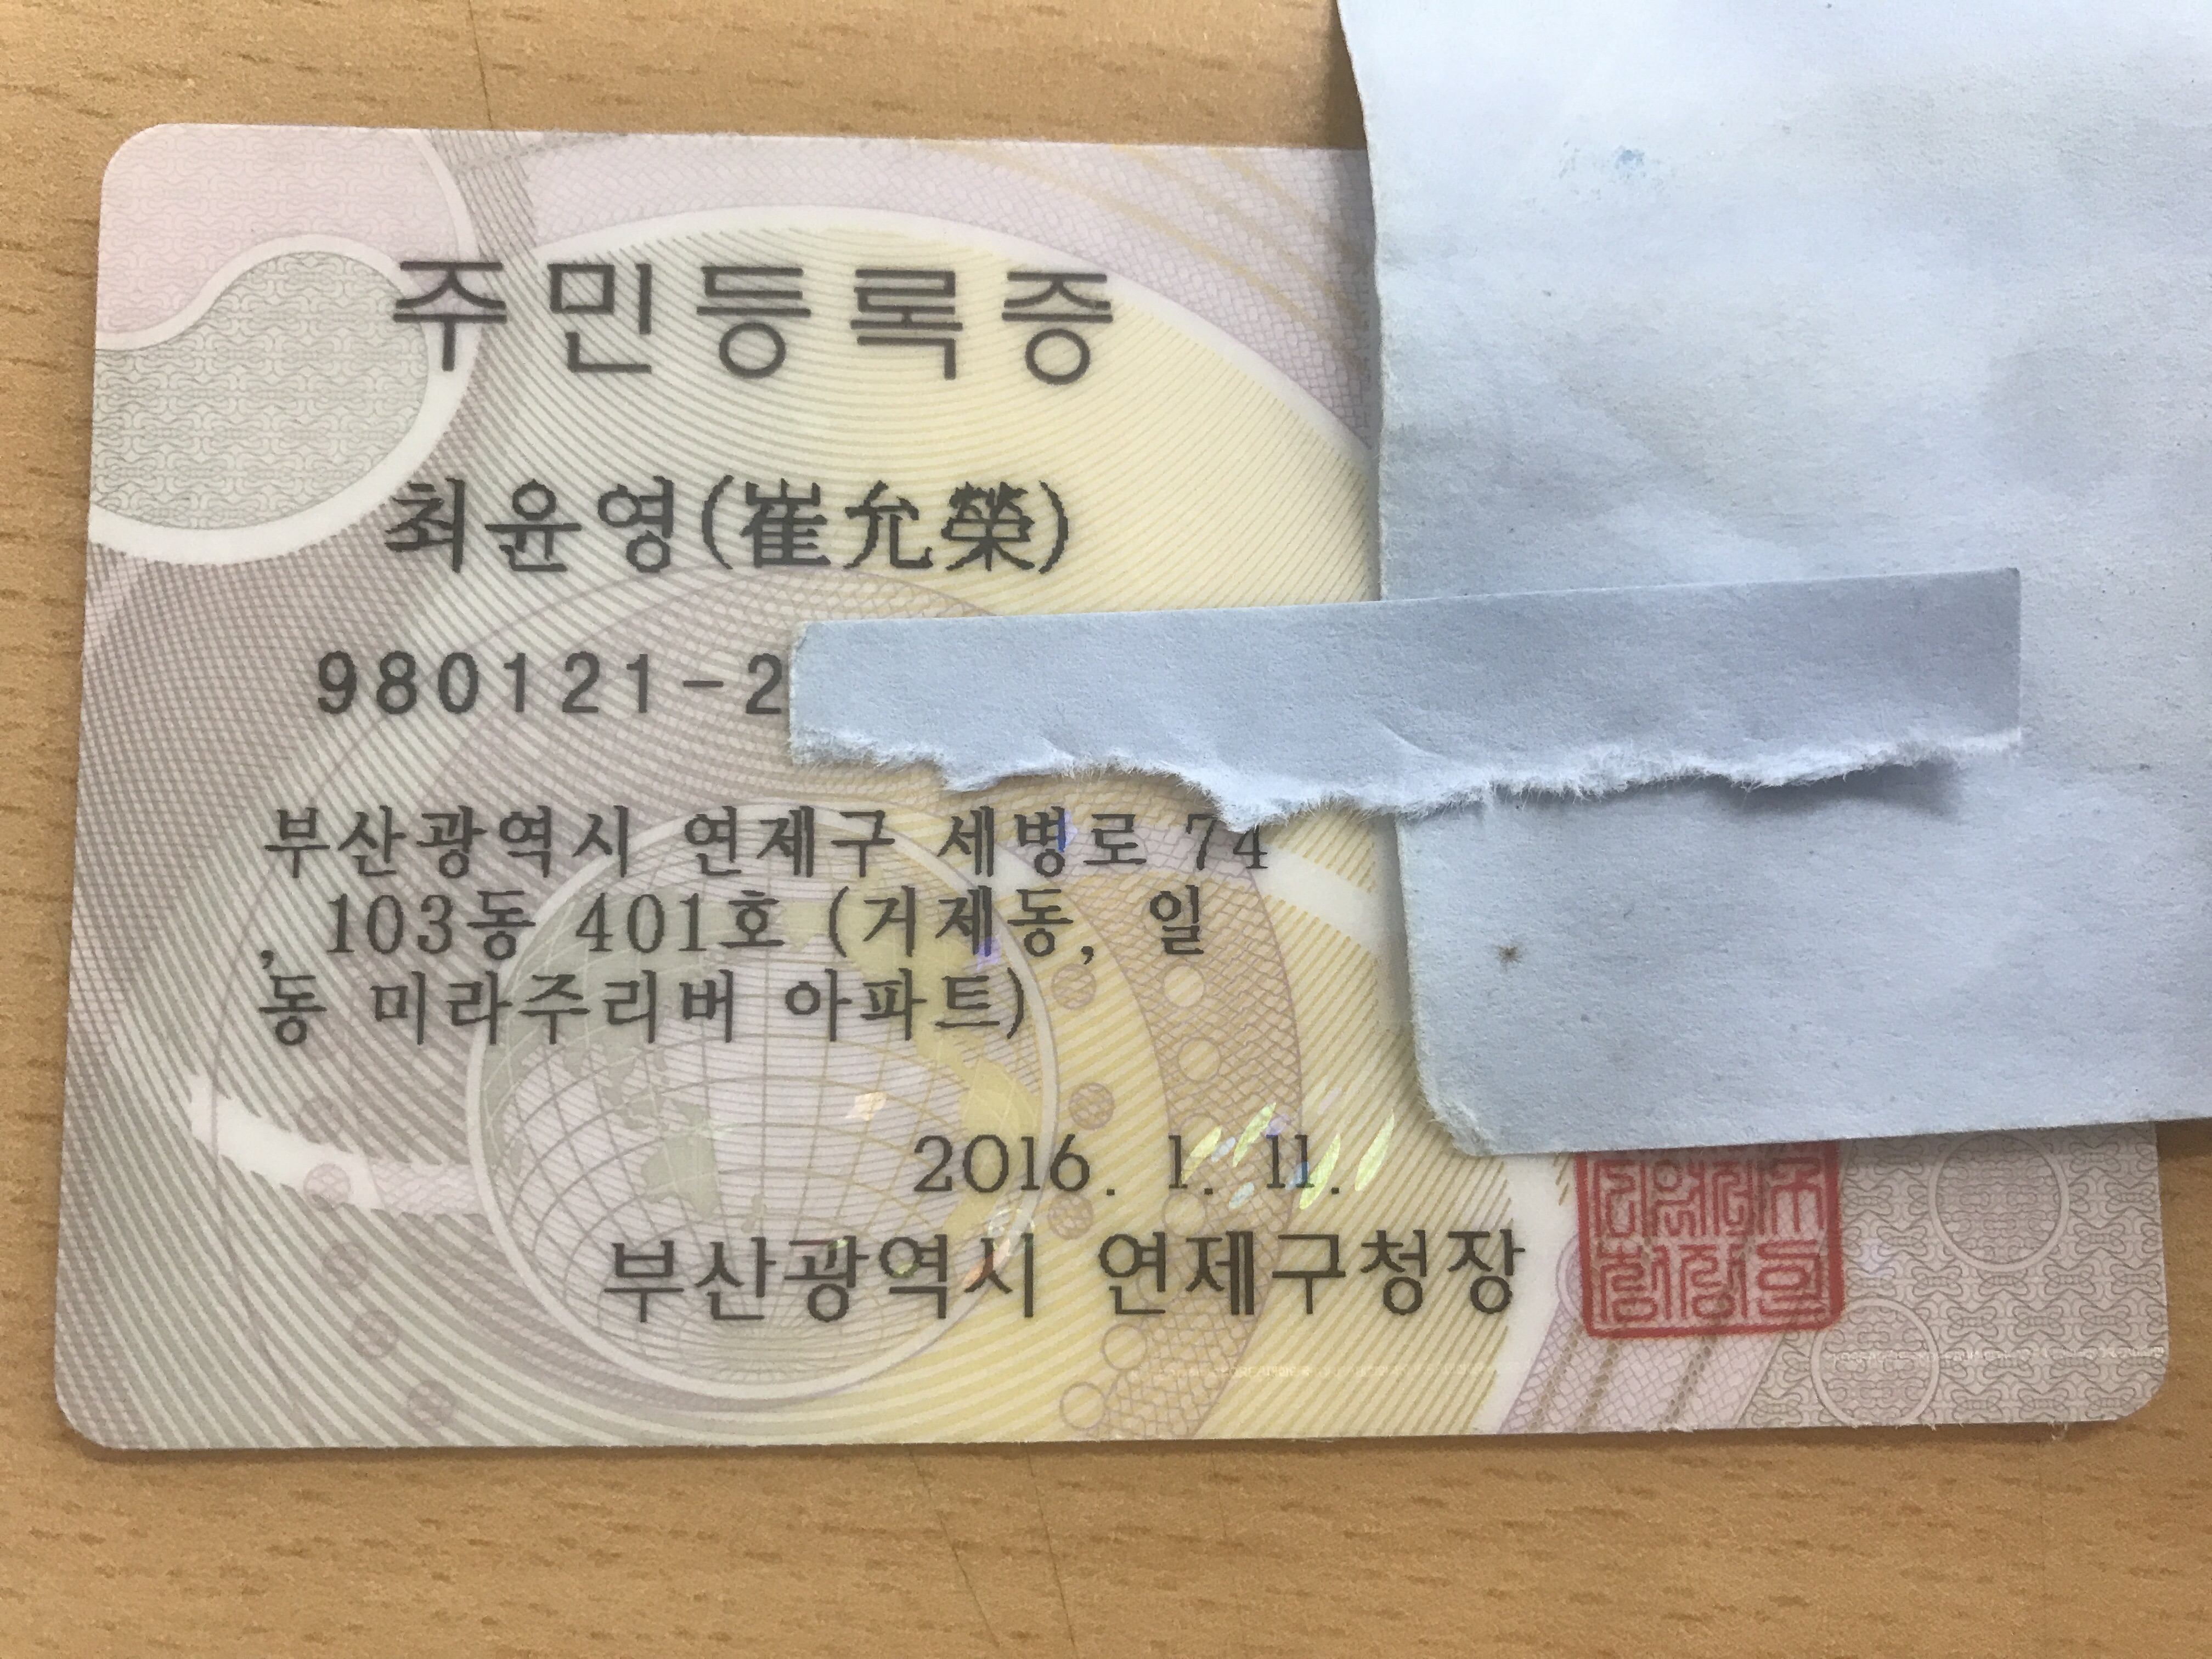 주민등록증
최윤영(崔允榮)
980121-2
부산광역시 연제구 세병로 74
, 103동 401호 (거제동, 일
동 미라주리버 아파트)
2016. 1. 11.
부산광역시 연제구청장